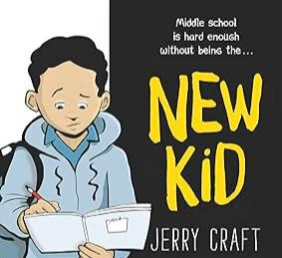 Middle school
is hard enough
without being the...
NEW
KiD
JERRY CRAFT